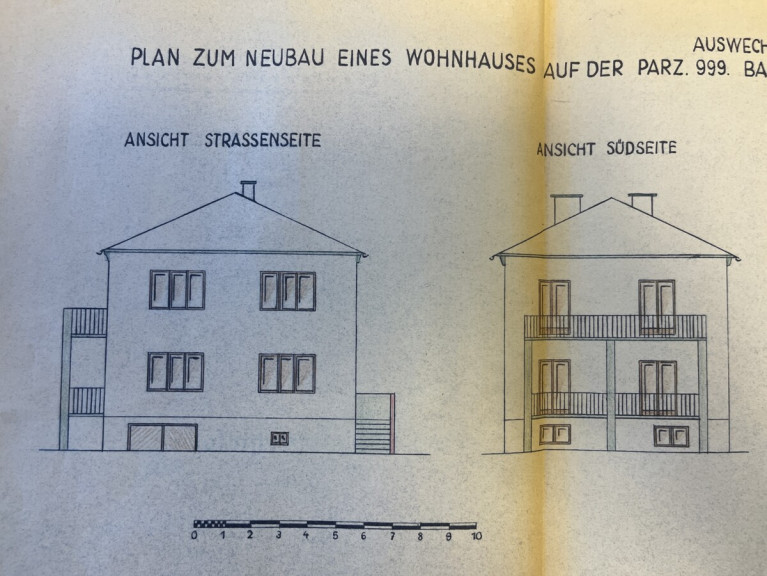 AUSWECH
PLAN ZUM NEUBAU EINES WOHNHAUSES AUF DER PARZ. 999. BA
ANSICHT STRASSENSEITE
ANSICHT SÜDSEITE
0 1 2 3 4 5 6 7 8 9 10